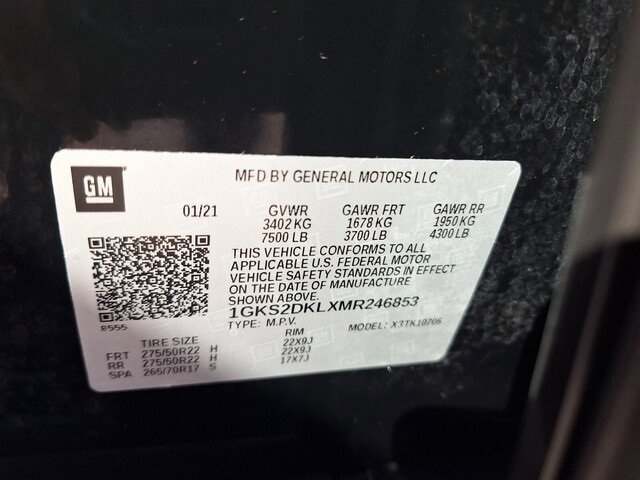 GM
MFD BY GENERAL MOTORS LLC
01/21 GVWR GAWR FRT GAWR RR
3402 KG 1678 KG 1950 KG
7500 LB 3700 LB 4300 LB
THIS VEHICLE CONFORMS TO ALL
APPLICABLE U.S. FEDERAL MOTOR
VEHICLE SAFETY STANDARDS IN EFFECT
ON THE DATE OF MANUFACTURE
SHOWN ABOVE.
1GKS2DKLXMR246853
8555
TYPE: M.P.V. MODEL: X3TK10706
TIRE SIZE RIM
FRT 275/50R22 H 22X9J
RR 275/50R22 H 22X9J
SPA 265/70R17 S 17X7J